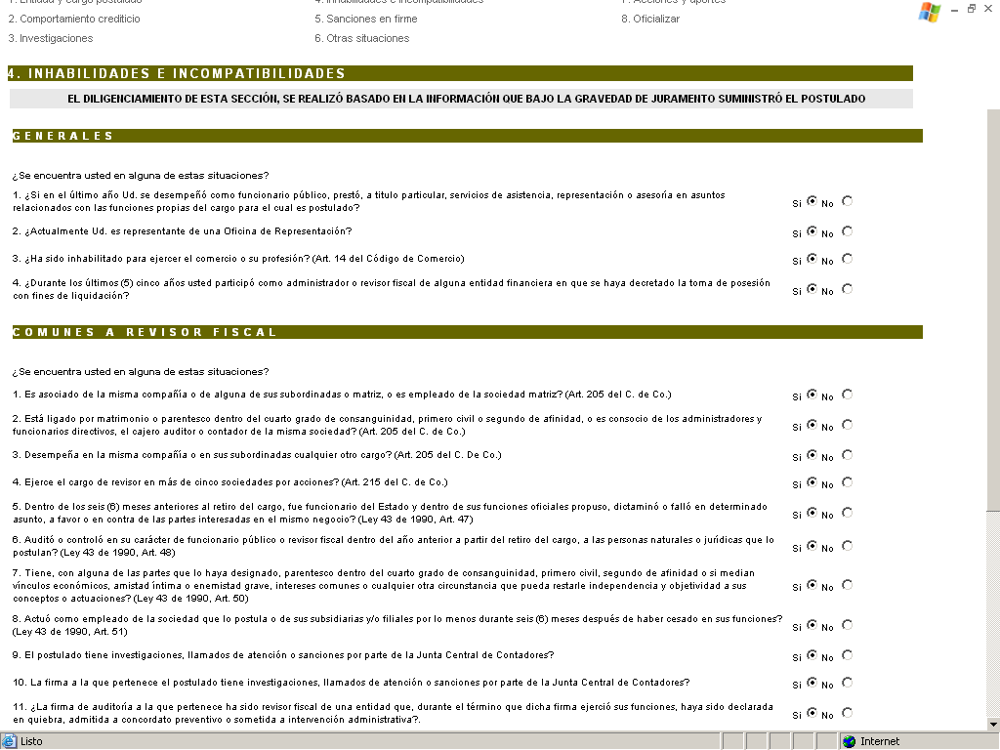 1. Entidad y cargo postulado 4. Inhabilidades e incompatibilidades 7. Acciones y aportes
2. Comportamiento crediticio 5. Sanciones en firme 8. Oficializar
3. Investigaciones 6. Otras situaciones
4. INHABILIDADES E INCOMPATIBILIDADES
EL DILIGENCIAMIENTO DE ESTA SECCIÓN, SE REALIZÓ BASADO EN LA INFORMACIÓN QUE BAJO LA GRAVEDAD DE JURAMENTO SUMINISTRÓ EL POSTULADO
GENERALES
¿Se encuentra usted en alguna de estas situaciones?
1. ¿Si en el último año Ud. se desempeñó como funcionario público, prestó, a titulo particular, servicios de asistencia, representación o asesoría en asuntos
relacionados con las funciones propias del cargo para el cual es postulado?
Si No
2. ¿Actualmente Ud. es representante de una Oficina de Representación?
Si No
3. ¿Ha sido inhabilitado para ejercer el comercio o su profesión? (Art. 14 del Código de Comercio)
Si No
4. ¿Durante los últimos (5) cinco años usted participó como administrador o revisor fiscal de alguna entidad financiera en que se haya decretado la toma de posesión
con fines de liquidación?
Si No
COMUNES A REVISOR FISCAL
¿Se encuentra usted en alguna de estas situaciones?
1. Es asociado de la misma compañía o de alguna de sus subordinadas o matriz, o es empleado de la sociedad matriz? (Art. 205 del C. de Co.)
Si No
2. Está ligado por matrimonio o parentesco dentro del cuarto grado de consanguinidad, primero civil o segundo de afinidad, o es consocio de los administradores y
funcionarios directivos, el cajero auditor o contador de la misma sociedad? (Art. 205 del C. de Co.)
Si No
3. Desempeña en la misma compañía o en sus subordinadas cualquier otro cargo? (Art. 205 del C. De Co.)
Si No
4. Ejerce el cargo de revisor en más de cinco sociedades por acciones? (Art. 215 del C. de Co.)
Si No
5. Dentro de los seis (6) meses anteriores al retiro del cargo, fue funcionario del Estado y dentro de sus funciones oficiales propuso, dictaminó o falló en determinado
asunto, a favor o en contra de las partes interesadas en el mismo negocio? (Ley 43 de 1990, Art. 47)
Si No
6. Auditó o controló en su carácter de funcionario público o revisor fiscal dentro del año anterior a partir del retiro del cargo, a las personas naturales o jurídicas que lo
postulan? (Ley 43 de 1990, Art. 48)
Si No
7. Tiene, con alguna de las partes que lo haya designado, parentesco dentro del cuarto grado de consanguinidad, primero civil, segundo de afinidad o si median
vínculos económicos, amistad íntima o enemistad grave, intereses comunes o cualquier otra circunstancia que pueda restarle independencia y objetividad a sus
conceptos o actuaciones? (Ley 43 de 1990, Art. 50)
Si No
8. Actuó como empleado de la sociedad que lo postula o de sus subsidiarias y/o filiales por lo menos durante seis (6) meses después de haber cesado en sus funciones?
(Ley 43 de 1990, Art. 51)
Si No
9. El postulado tiene investigaciones, llamados de atención o sanciones por parte de la Junta Central de Contadores?
Si No
10. La firma a la que pertenece el postulado tiene investigaciones, llamados de atención o sanciones por parte de la Junta Central de Contadores?
Si No
11. ¿La firma de auditoría a la que pertenece ha sido revisor fiscal de una entidad que, durante el término que dicha firma ejerció sus funciones, haya sido declarada
en quiebra, admitida a concordato preventivo o sometida a intervención administrativa?.
Si No
Listo Internet